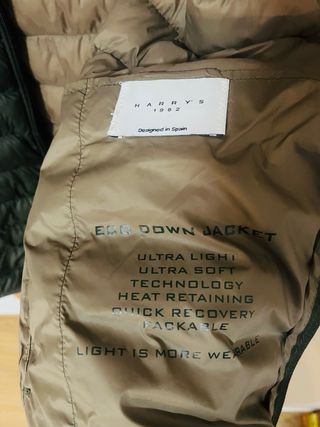 HARRY'S
1982
Designed in Spain
ECO DOWN JACKET
ULTRA LIGHT
ULTRA SOFT
TECHNOLOGY
HEAT RETAINING
QUICK RECOVERY
PACKABLE
LIGHT IS MORE WEARABLE